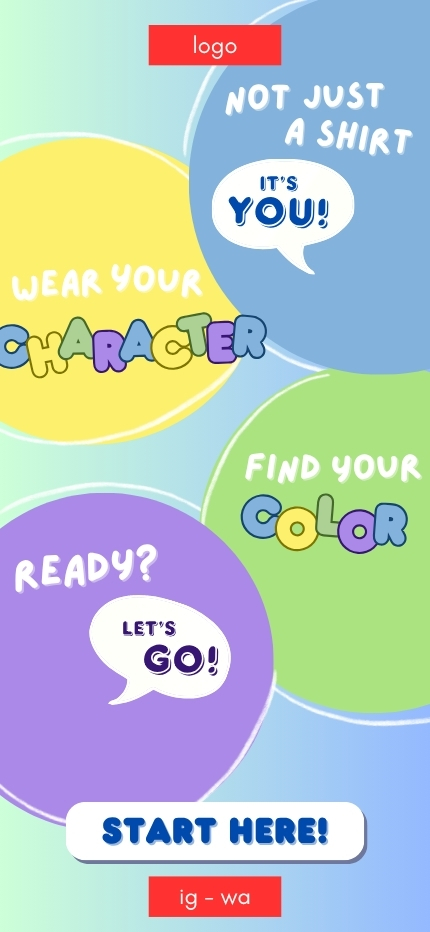 logo
NOT JUST
A SHIRT
IT'S
YOU!
WEAR YOUR
CHARACTER
FIND YOUR
COLOR
READY?
LET'S
GO!
START HERE!
ig - wa